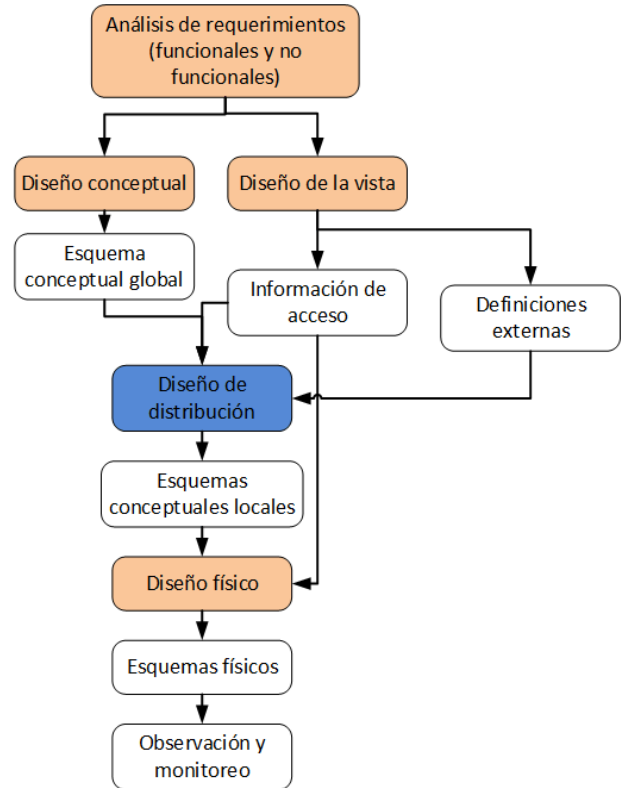 Análisis de requerimientos
(funcionales y no
funcionales)
Diseño conceptual
Diseño de la vista
Esquema
conceptual global
Información de
acceso
Definiciones
externas
Diseño de
distribución
Esquemas
conceptuales locales
Diseño físico
Esquemas físicos
Observación y
monitoreo